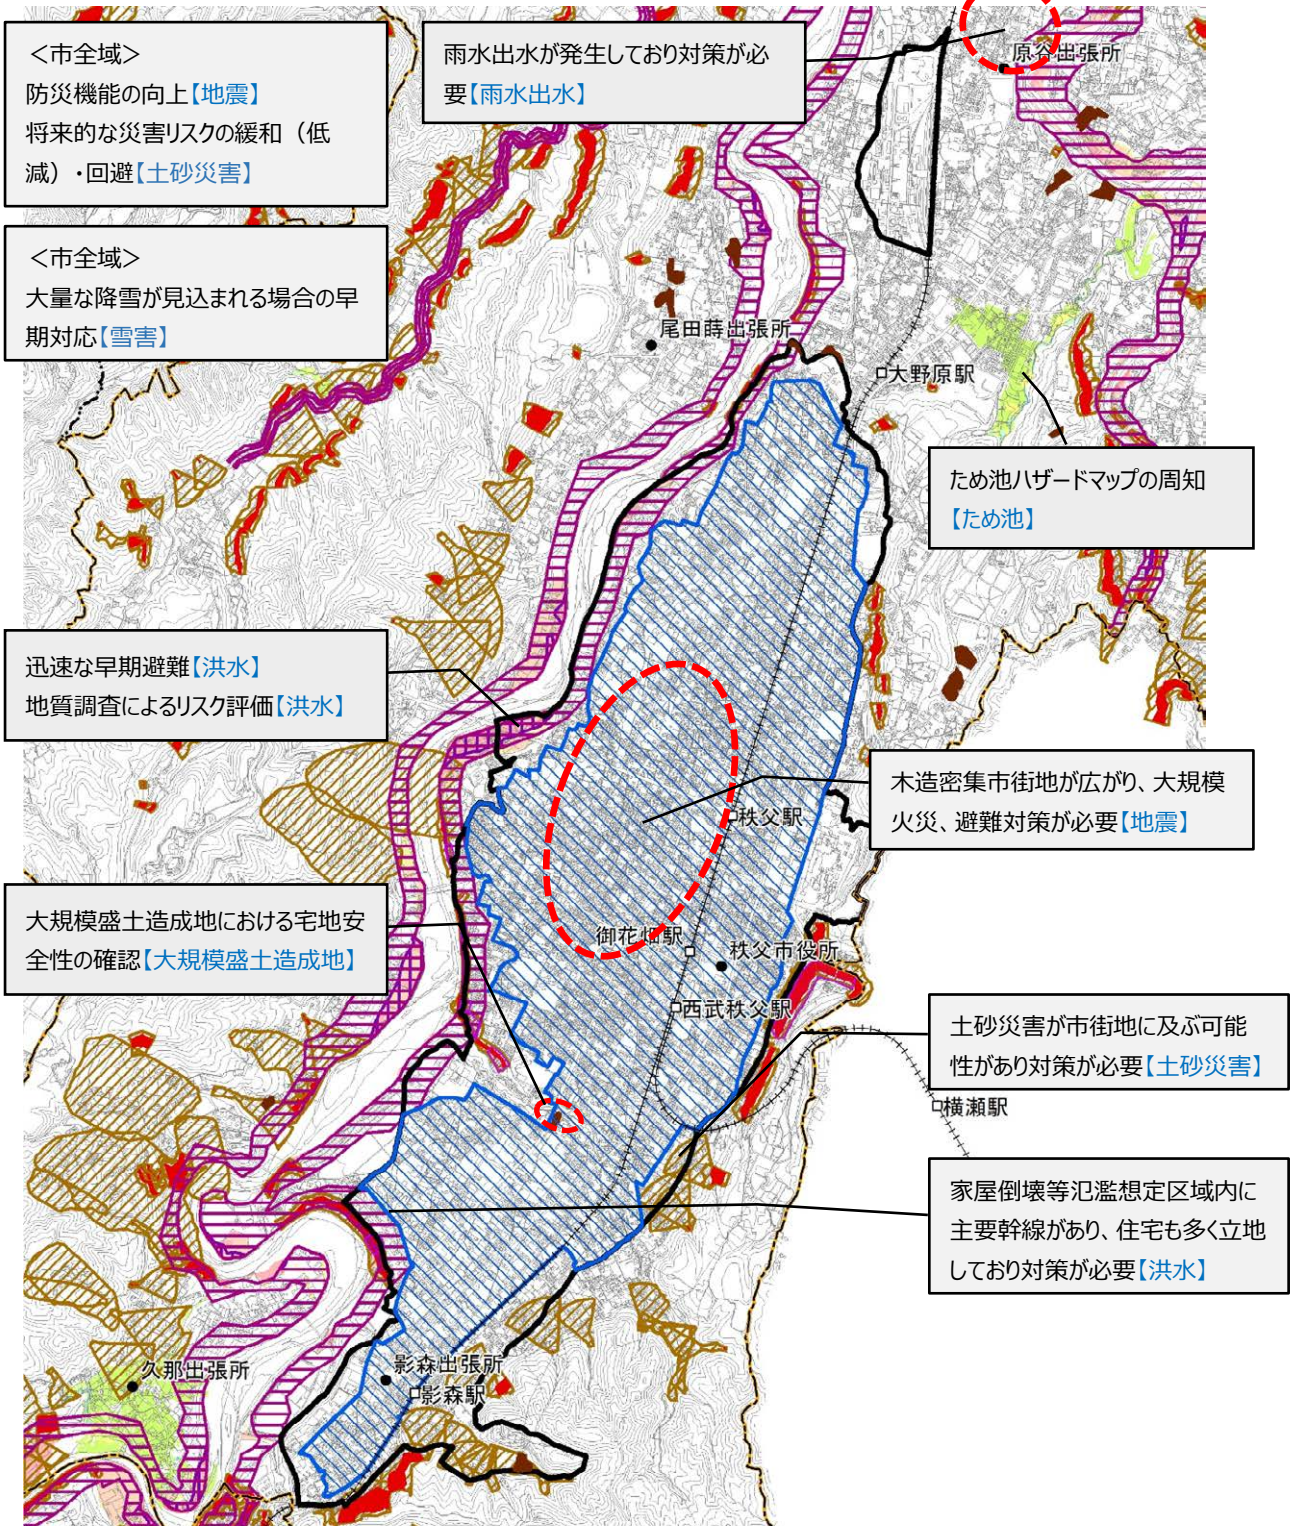 ＜市全域＞
防災機能の向上【地震】
将来的な災害リスクの緩和（低
減）・回避【土砂災害】
雨水出水が発生しており対策が必
要【雨水出水】
原谷出張所
＜市全域＞
大量な降雪が見込まれる場合の早
期対応【雪害】
尾田蒔出張所
大野原駅
ため池ハザードマップの周知
【ため池】
迅速な早期避難【洪水】
地質調査によるリスク評価【洪水】
木造密集市街地が広がり、大規模
火災、避難対策が必要【地震】
秩父駅
大規模盛土造成地における宅地安
全性の確認【大規模盛土造成地】
御花畑駅
秩父市役所
西武秩父駅
土砂災害が市街地に及ぶ可能
性があり対策が必要【土砂災害】
横瀬駅
家屋倒壊等氾濫想定区域内に
主要幹線があり、住宅も多く立地
しており対策が必要【洪水】
久那出張所
影森出張所
影森駅